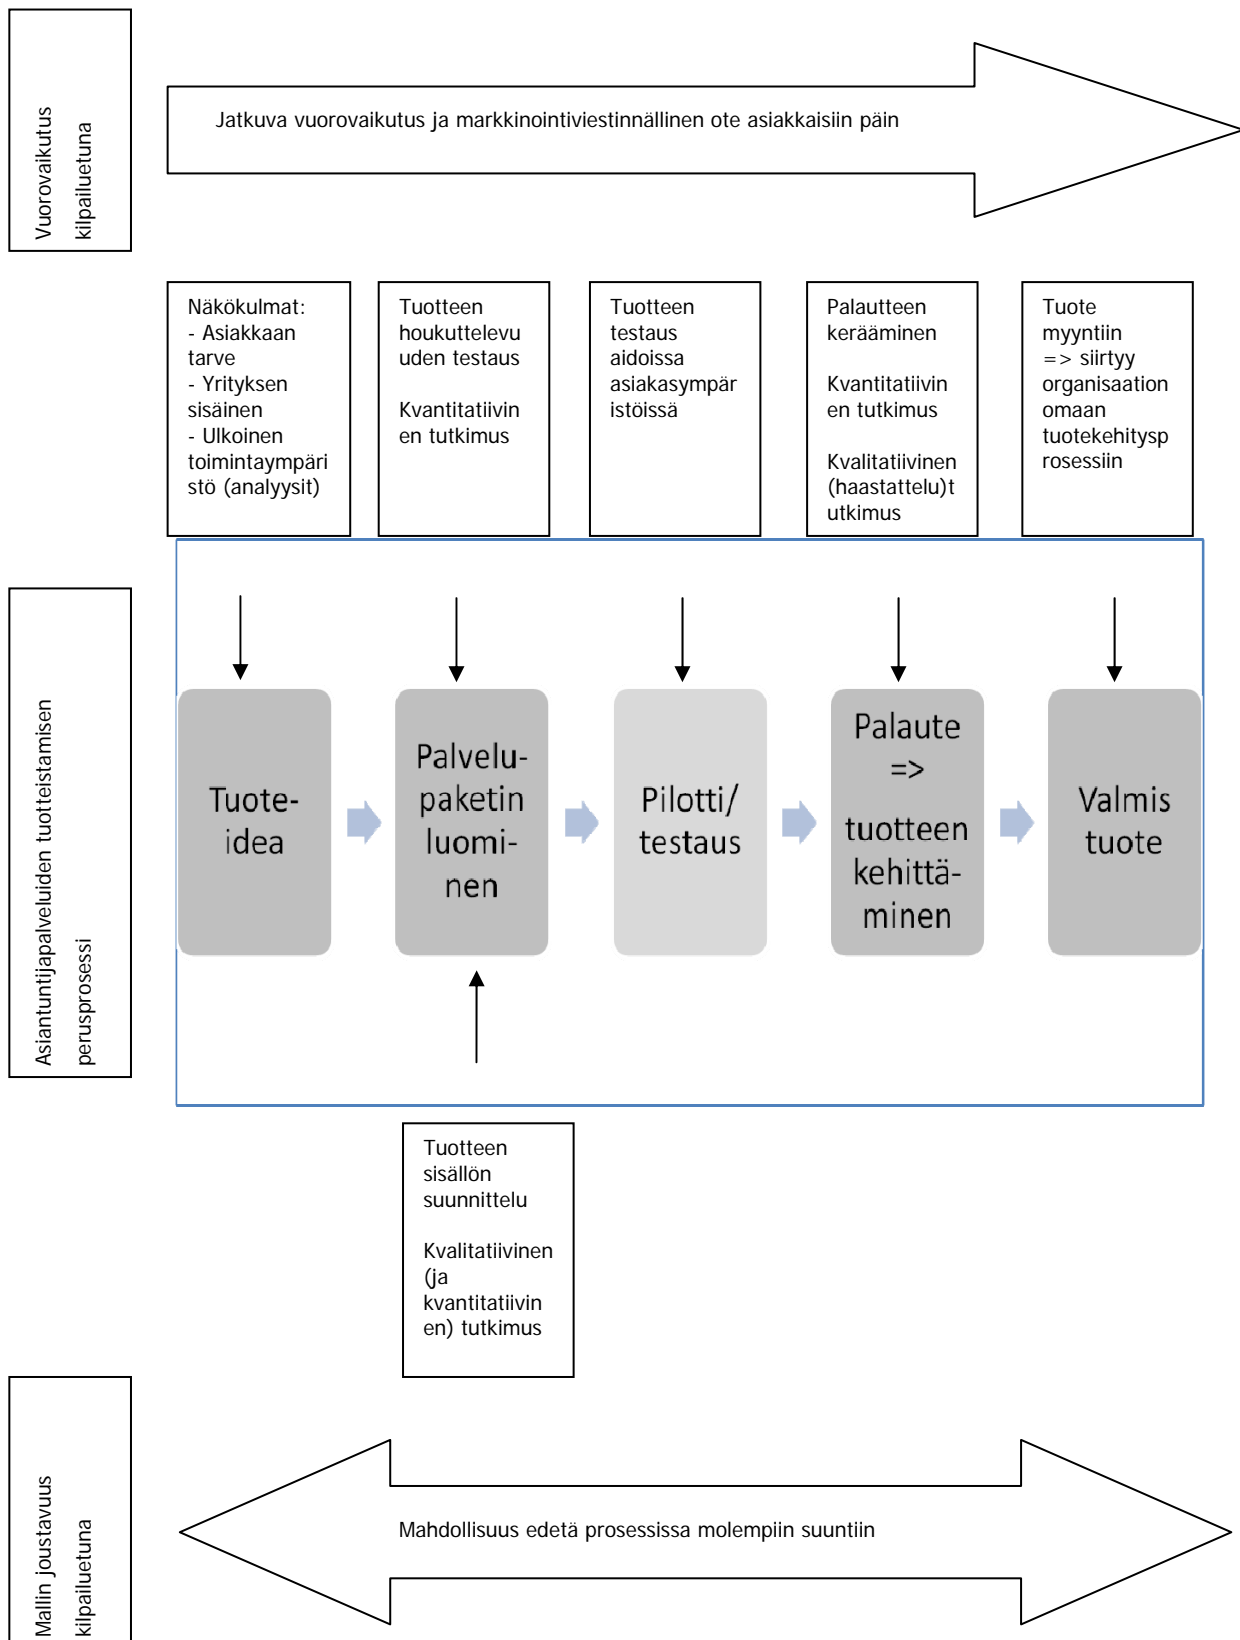 Vuorovaikutus
kilpailuetuna
Jatkuva vuorovaikutus ja markkinointiviestinnällinen ote asiakkaisiin päin
Näkökulmat:
- Asiakkaan
tarve
- Yrityksen
sisäinen
- Ulkoinen
toimintaympäri
stö (analyysit)
Tuotteen
houkuttelevu
uden testaus
Kvantitatiivin
en tutkimus
Tuotteen
testaus
aidoissa
asiakasympär
istöissä
Palautteen
kerääminen
Kvantitatiivin
en tutkimus
Kvalitatiivinen
(haastattelu)t
utkimus
Tuote
myyntiin
=> siirtyy
organisaation
omaan
tuotekehitysp
rosessiin
Asiantuntijapalveluiden tuotteistamisen
perusprosessi
Tuote-
idea
Palvelu-
paketin
luomi-
nen
Pilotti/
testaus
Palaute
=>
tuotteen
kehittä-
minen
Valmis
tuote
Tuotteen
sisällön
suunnittelu
Kvalitatiivinen
(ja
kvantitatiivin
en) tutkimus
Mallin joustavuus
kilpailuetuna
Mahdollisuus edetä prosessissa molempiin suuntiin